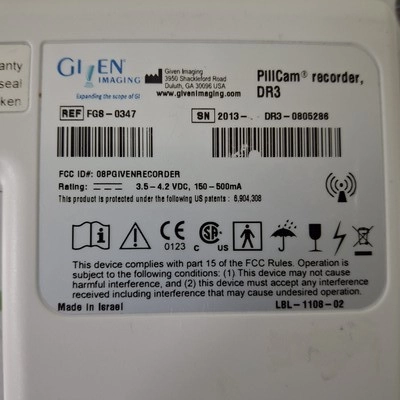 GIVEN
IMAGING
Expanding the scope of GI
Given Imaging
3950 Shackleford Road
Duluth, GA 30096 USA
www.givenimaging.com
PillCam® recorder,
DR3
anty
seal
ken
REF FGS-0347
SN 2013- DR3-0805286
FCC ID#: O8PGIVENRECORDER
Rating: 3.5-4.2 VDC, 150-500mA
This product is protected under the following US patents: 6,904,308
0123
C SA US
This device complies with part 15 of the FCC Rules. Operation is
subject to the following conditions: (1) This device may not cause
harmful interference, and (2) this device must accept any interference
received including interference that may cause undesired operation.
Made in Israel
LBL-1108-02